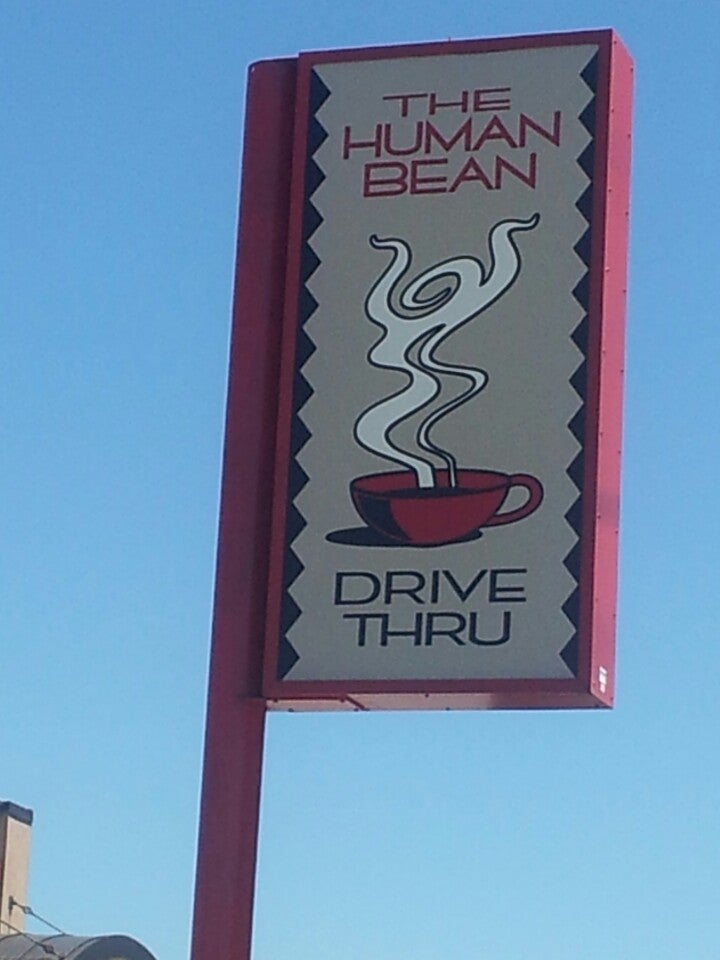 THE
HUMAN
BEAN
DRIVE
THRU